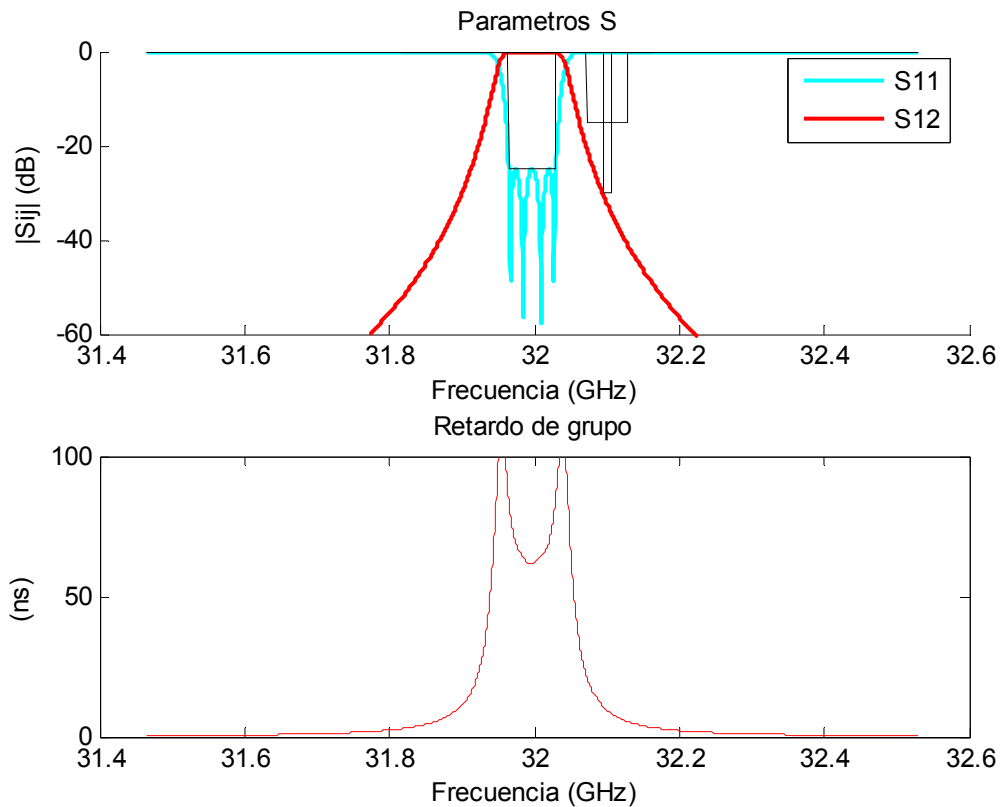 Parametros S
0
-20
-40
-60
|Sij| (dB)
S11
S12
31.4 31.6 31.8 32 32.2 32.4 32.6
Frecuencia (GHz)
Retardo de grupo
100
50
0
(ns)
31.4 31.6 31.8 32 32.2 32.4 32.6
Frecuencia (GHz)